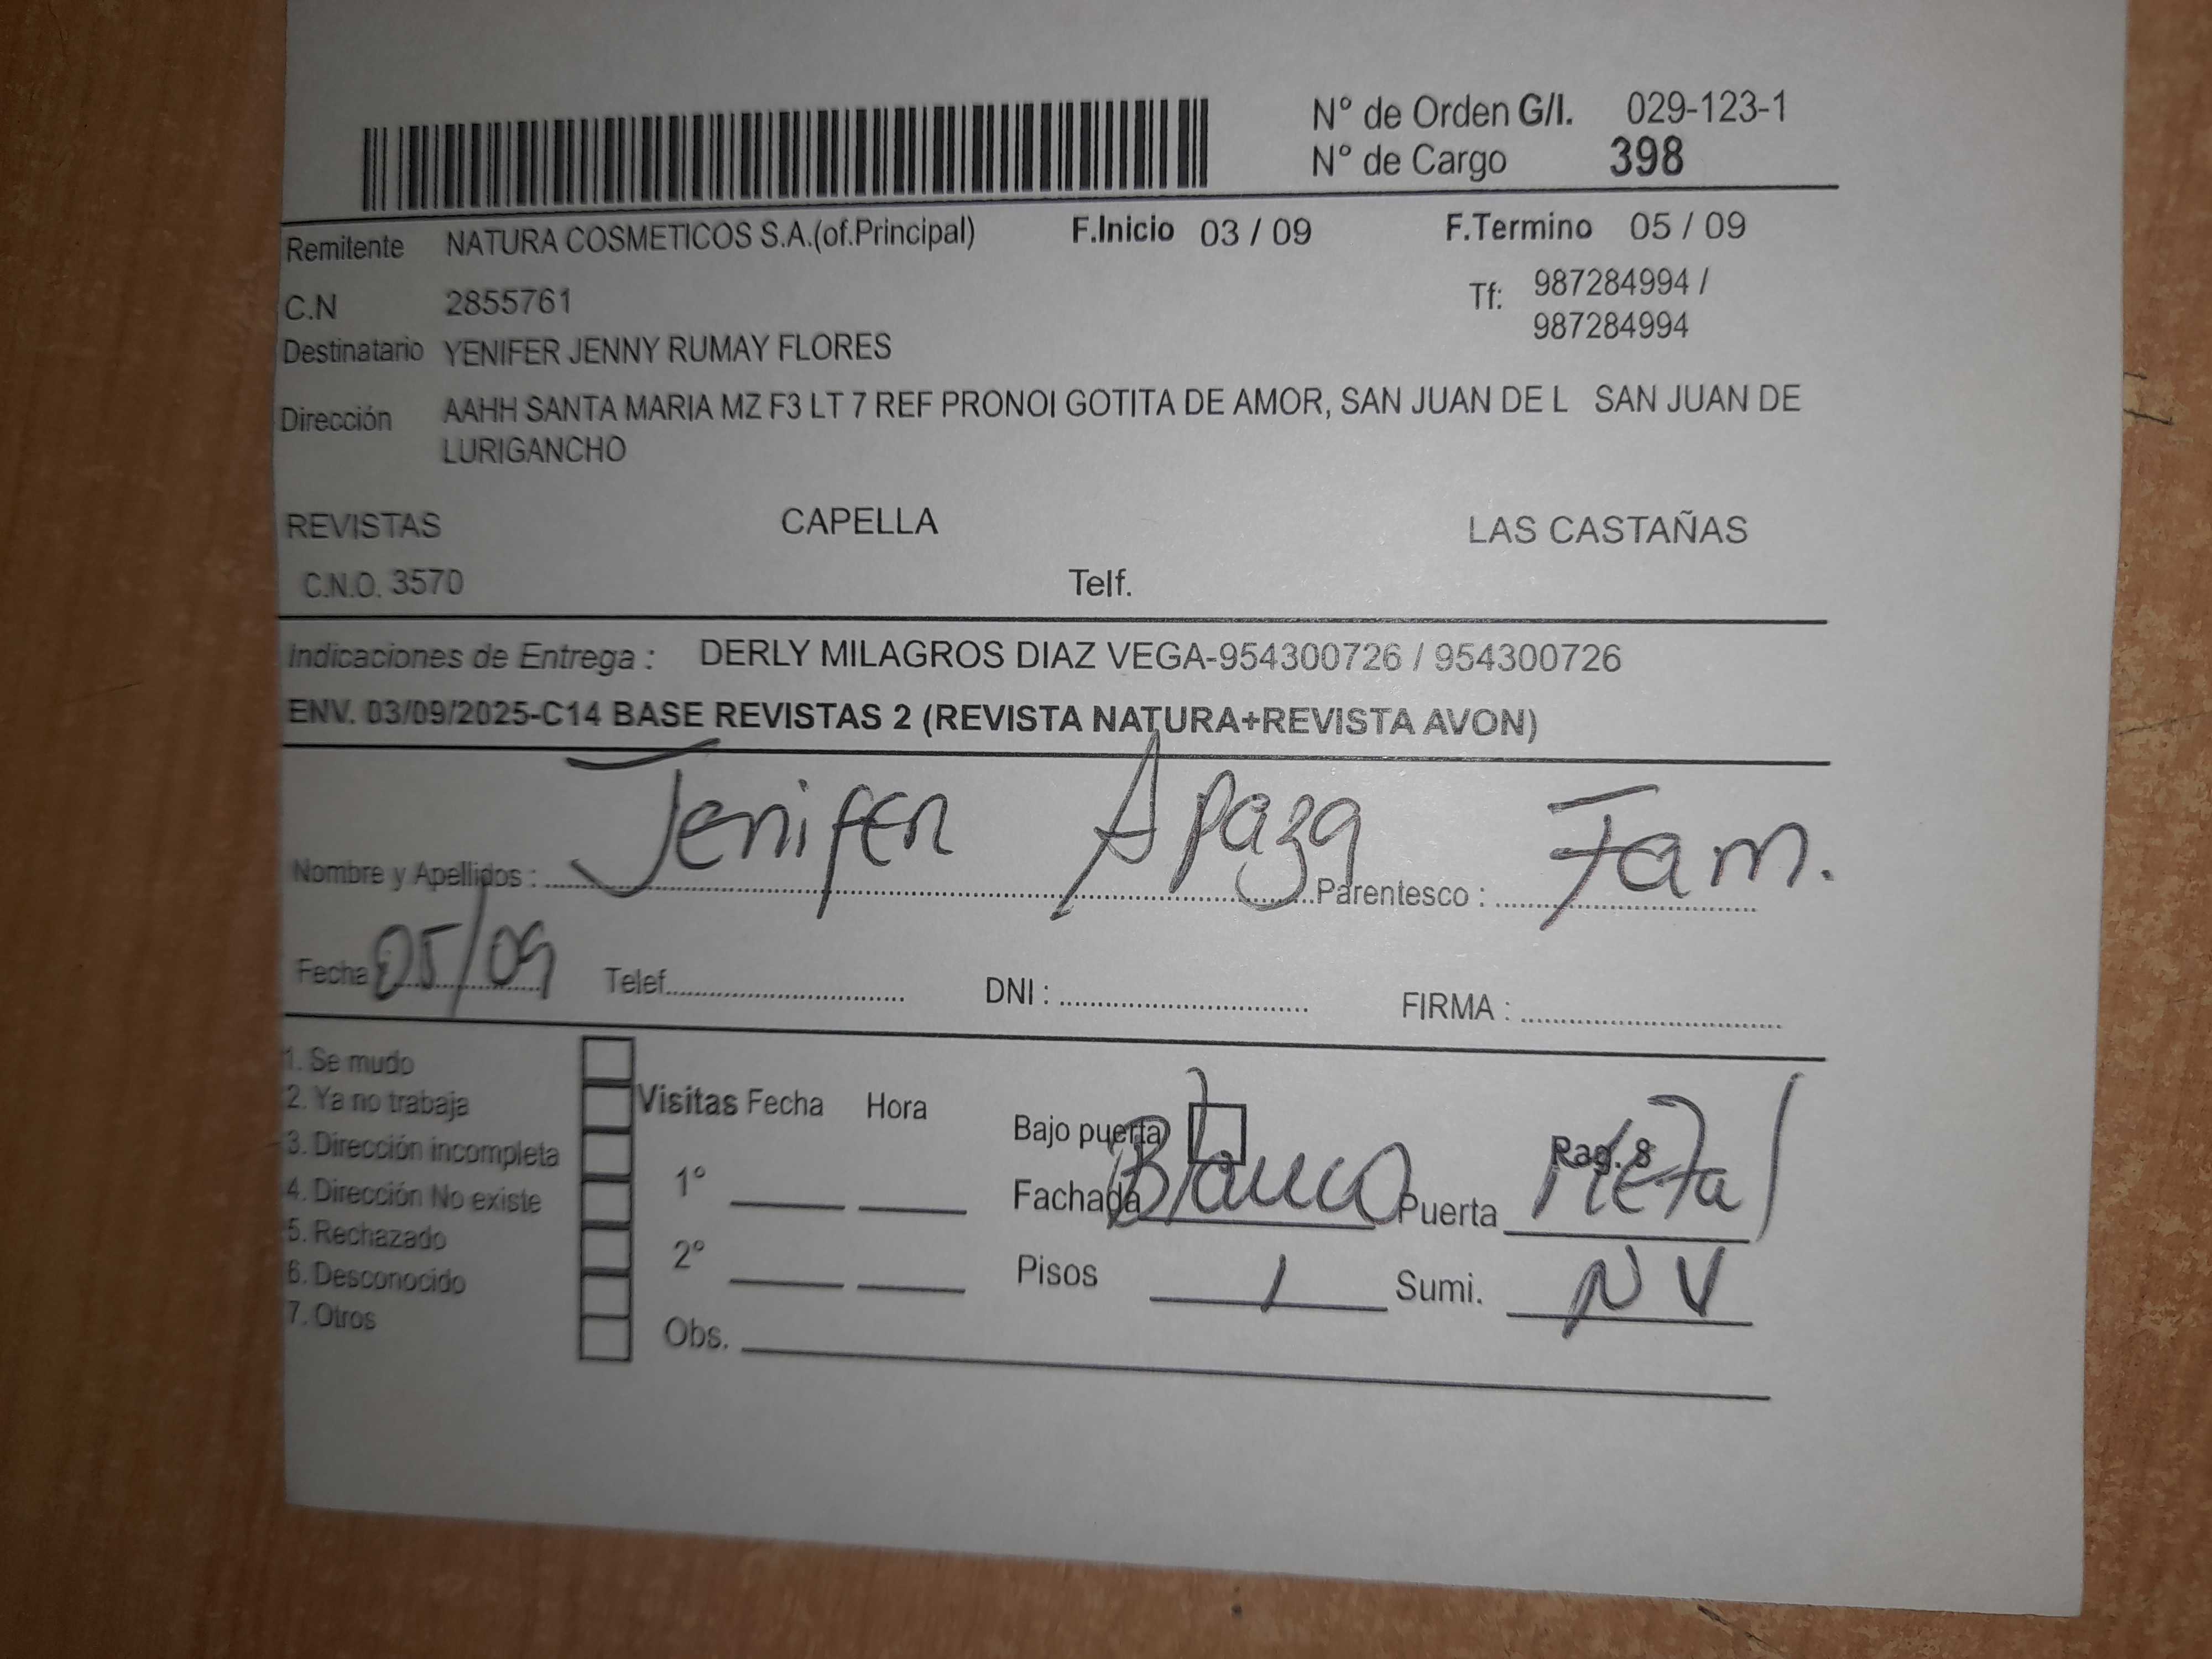 N° de Orden G/I. 029-123-1
N° de Cargo 398
Remitente NATURA COSMETICOS S.A.(of.Principal) F.Inicio 03 / 09 F.Termino 05 / 09
C.N 2855761 Tf: 987284994 /
987284994
Destinatario YENIFER JENNY RUMAY FLORES
Dirección AAHH SANTA MARIA MZ F3 LT 7 REF PRONOI GOTITA DE AMOR, SAN JUAN DE L SAN JUAN DE
LURIGANCHO
REVISTAS CAPELLA LAS CASTAÑAS
C.N.O. 3570 Telf.
Indicaciones de Entrega : DERLY MILAGROS DIAZ VEGA-954300726 / 954300726
ENV. 03/09/2025-C14 BASE REVISTAS 2 (REVISTA NATURA+REVISTA AVON)
Nombre y Apellidos : Jenifer Apaza Parentesco : Fam.
Fecha 05/09 Telef. DNI : FIRMA :
1. Se mudo
2. Ya no trabaja Visitas Fecha Hora
Bajo puerta Pag. 8
3. Dirección incompleta
4. Dirección No existe 1° Fachada Blanco Puerta Metal
5. Rechazado
6. Desconocido 2° Pisos 1 Sumi. NV
7. Otros Obs.